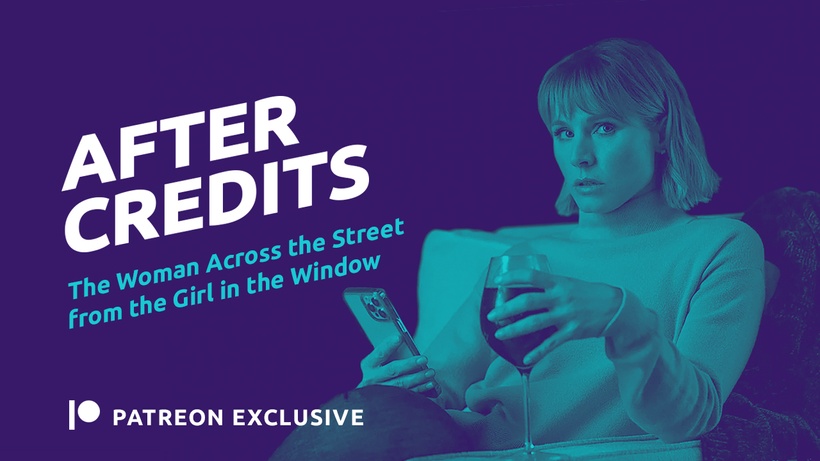 AFTER
CREDITS
The Woman Across the Street
from the Girl in the Window
PATREON EXCLUSIVE